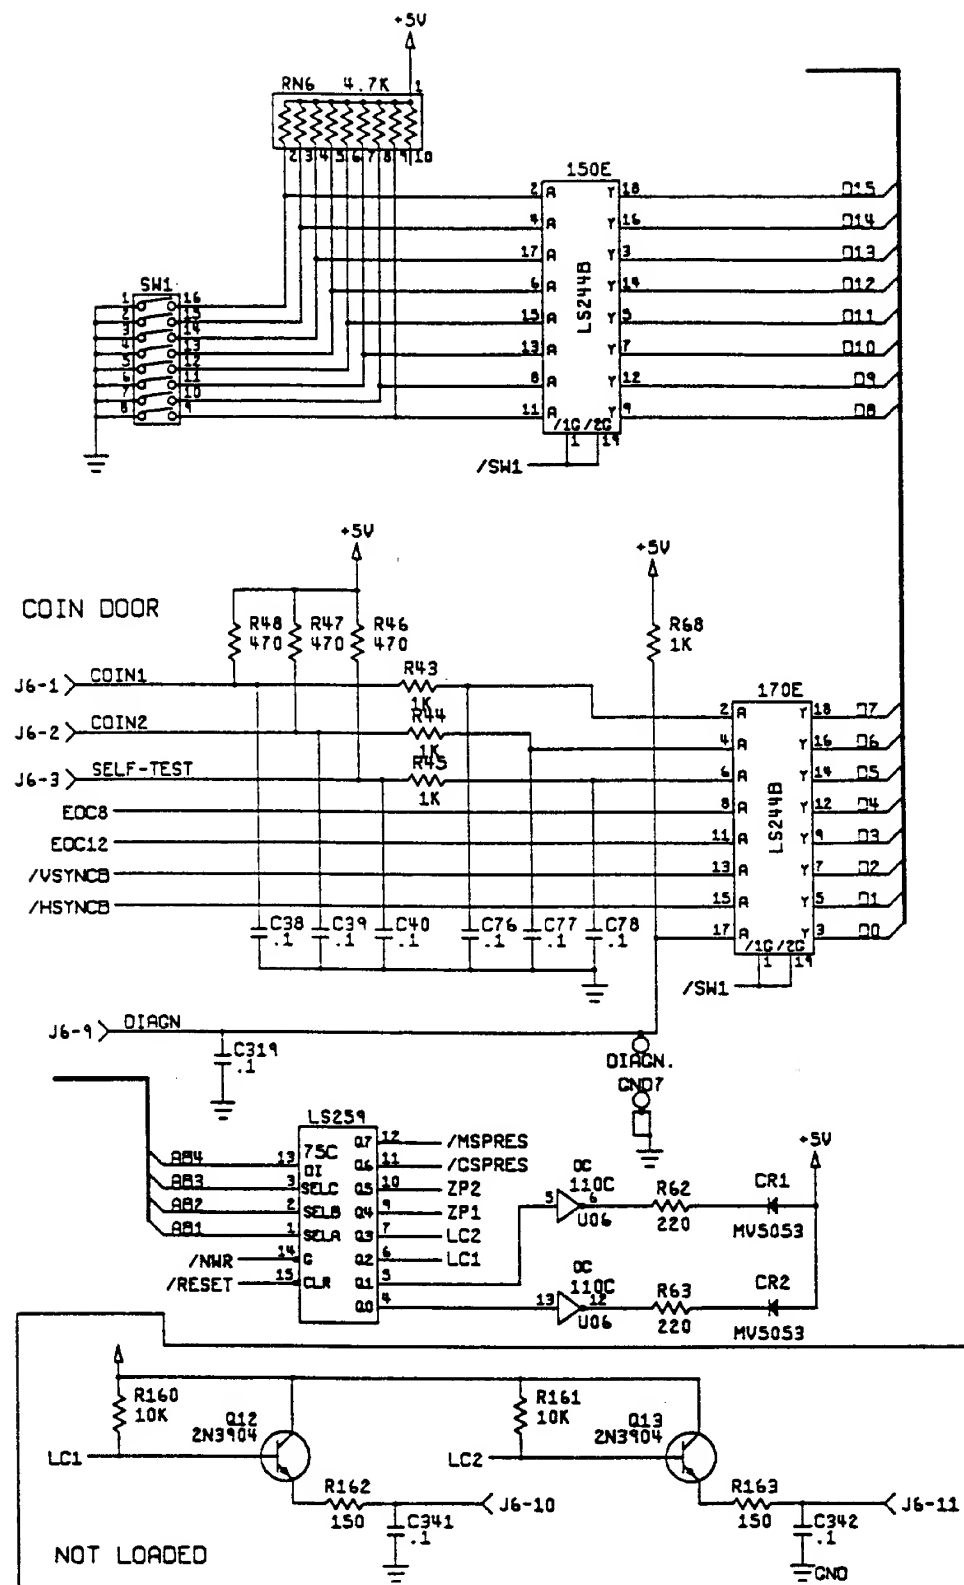 +5V
RN6 4.7K 1
2 3 4 5 6 7 8 9 10
150E
2 A Y 18 D15
4 A Y 16 D14
17 A Y 3 D13
6 A Y 14 D12
15 A Y 5 D11
13 A Y 7 D10
8 A Y 12 D9
11 A Y 9 D8
LS244B
/1G /2G
1 19
/SW1
SW1
1 16
2 15
3 14
4 13
5 12
6 11
7 10
8 9
+5V
+5V
COIN DOOR
R48 470
R47 470
R46 470
R68 1K
J6-1 COIN1
R43 1K
J6-2 COIN2
R44 1K
J6-3 SELF-TEST
R45 1K
EOC8
EOC12
/VSYNCB
/HSYNCB
170E
2 A Y 18 D7
4 A Y 16 D6
6 A Y 14 D5
8 A Y 12 D4
11 A Y 9 D3
13 A Y 7 D2
15 A Y 5 D1
17 A Y 3 D0
LS244B
/1G /2G
1 19
/SW1
C38 .1
C39 .1
C40 .1
C76 .1
C77 .1
C78 .1
J6-9 DIAGN
C319 .1
DIAGN.
GND7
LS259
75C
AB4 13 DI
AB3 3 SELC
AB2 2 SELB
AB1 1 SELA
/NWR 14 G
/RESET 15 CLR
Q7 12 /MSPRES
Q6 11 /GSPRES
Q5 10 ZP2
Q4 9 ZP1
Q3 7 LC2
Q2 6 LC1
Q1 5
Q0 4
OC
110C
5 6
U06
R62
220
CR1
MV5053
+5V
OC
110C
13 12
U06
R63
220
CR2
MV5053
R160
10K
LC1
Q12
2N3904
R162
150
C341
.1
J6-10
R161
10K
LC2
Q13
2N3904
R163
150
C342
.1
J6-11
GND
NOT LOADED